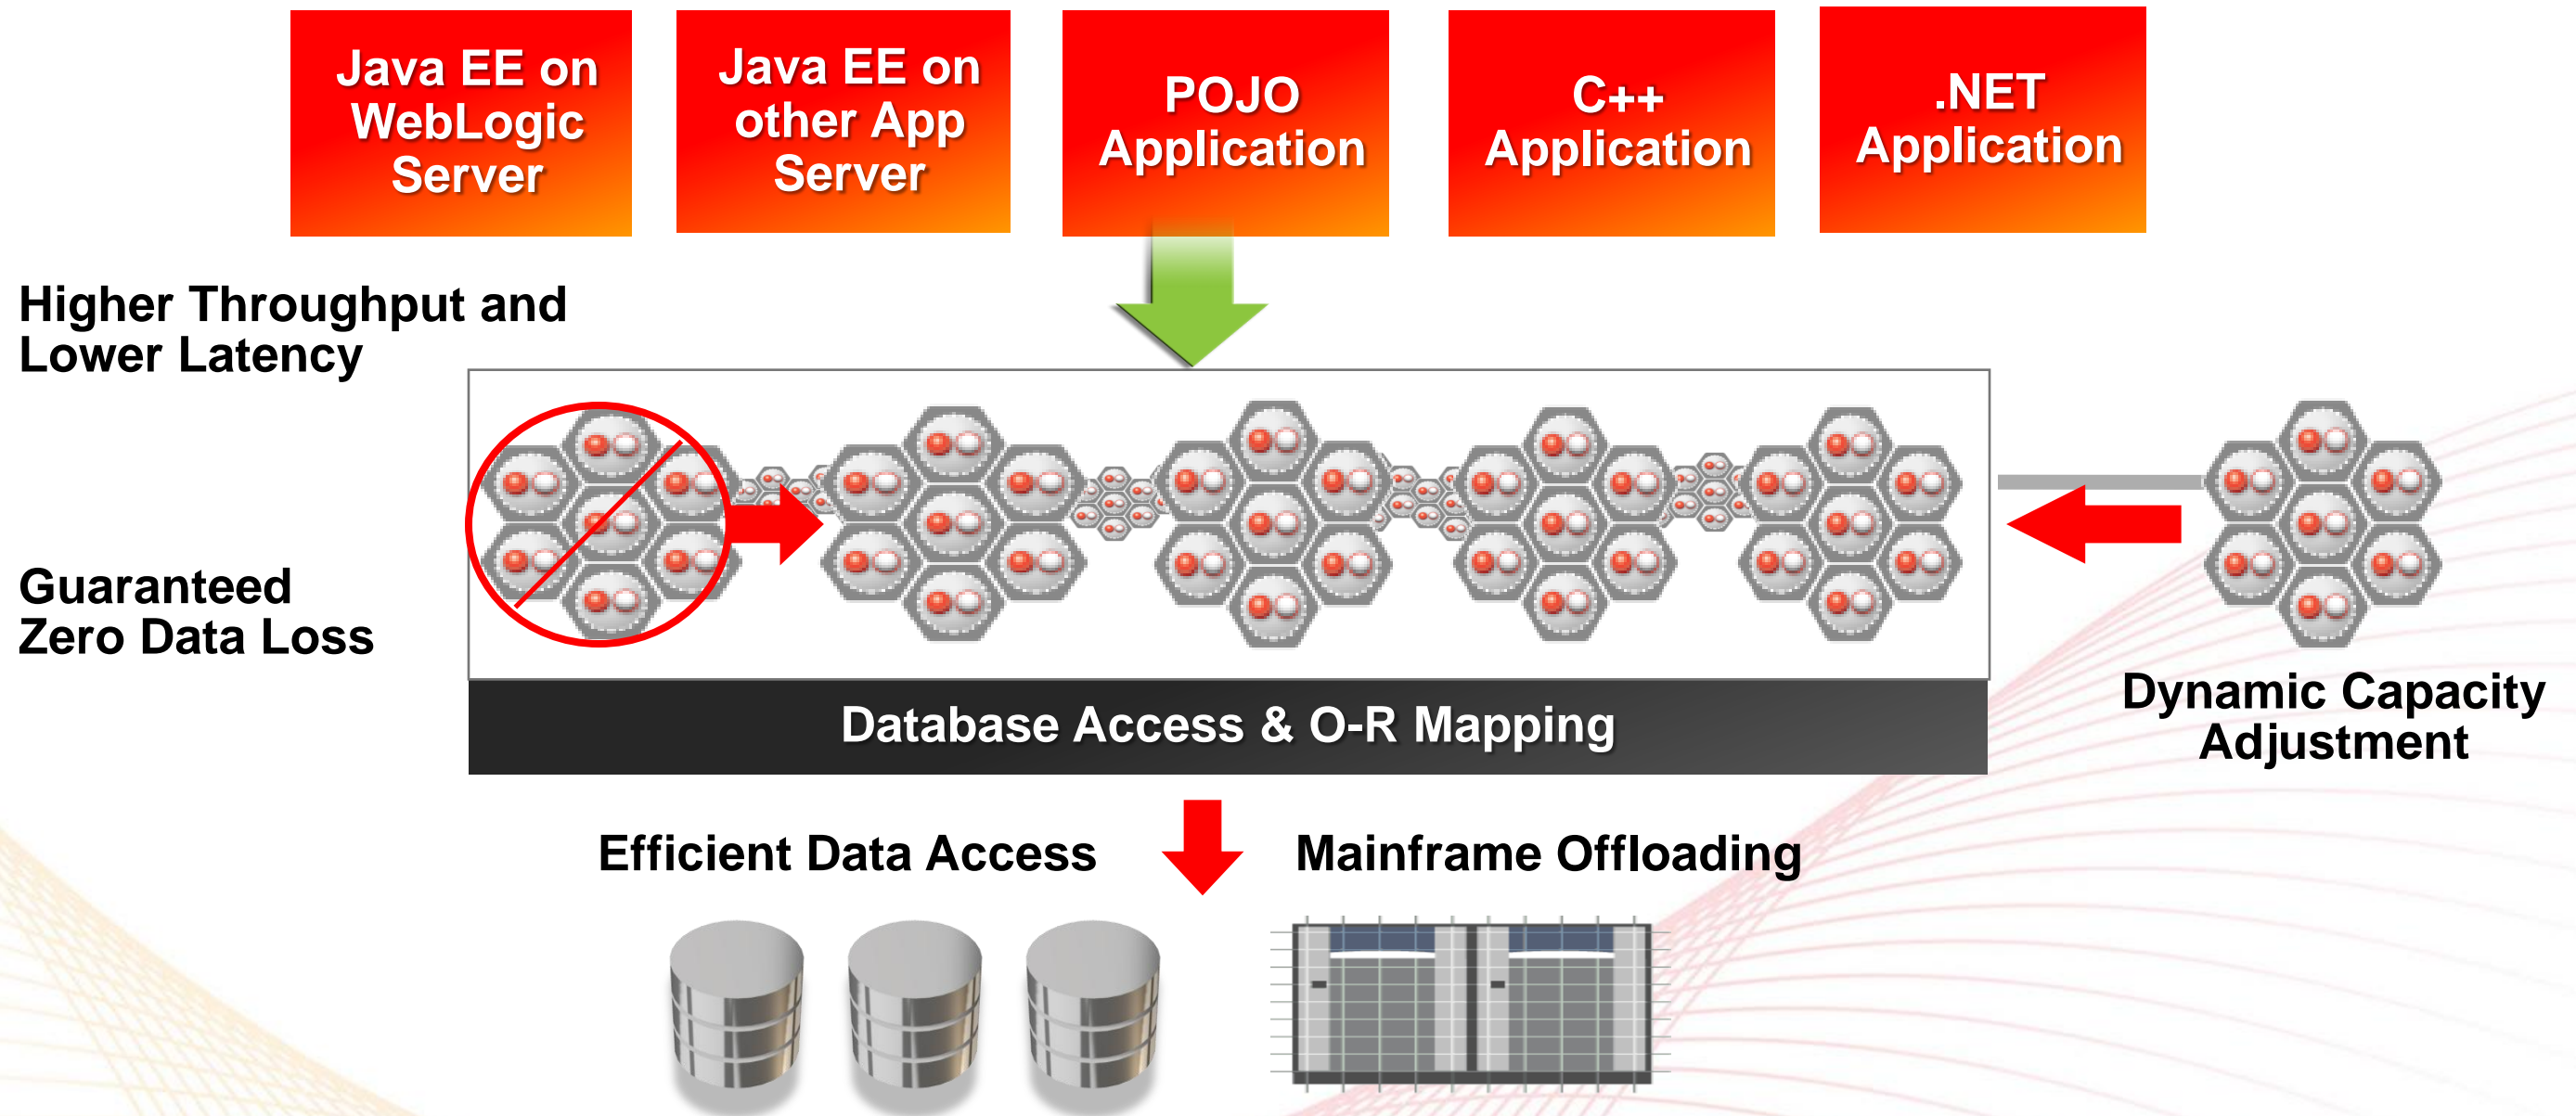 Java EE on
WebLogic
Server
Java EE on
other App
Server
POJO
Application
C++
Application
.NET
Application
Higher Throughput and
Lower Latency
Guaranteed
Zero Data Loss
Database Access & O-R Mapping
Dynamic Capacity
Adjustment
Efficient Data Access
Mainframe Offloading